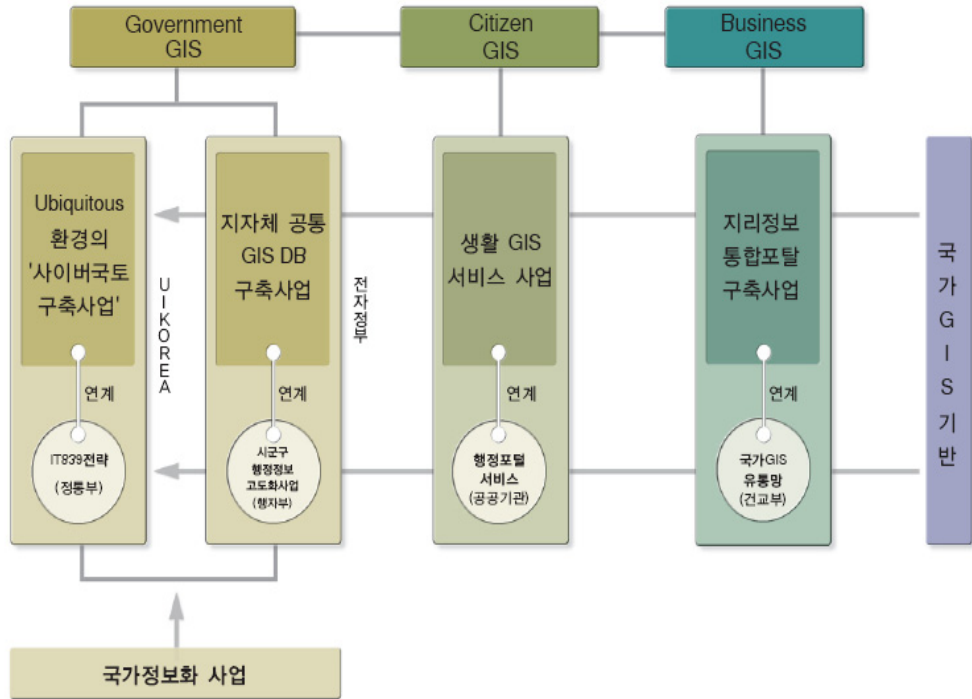 Government
GIS
Citizen
GIS
Business
GIS
Ubiquitous
환경의
'사이버국토
구축사업'
연계
IT839전략
(정통부)
UIKOREA
지자체 공통
GIS DB
구축사업
연계
시군구
행정정보
고도화사업
(행자부)
전자정부
생활 GIS
서비스 사업
연계
행정포털
서비스
(공공기관)
지리정보
통합포탈
구축사업
연계
국가GIS
유통망
(건교부)
국가GIS기반
국가정보화 사업